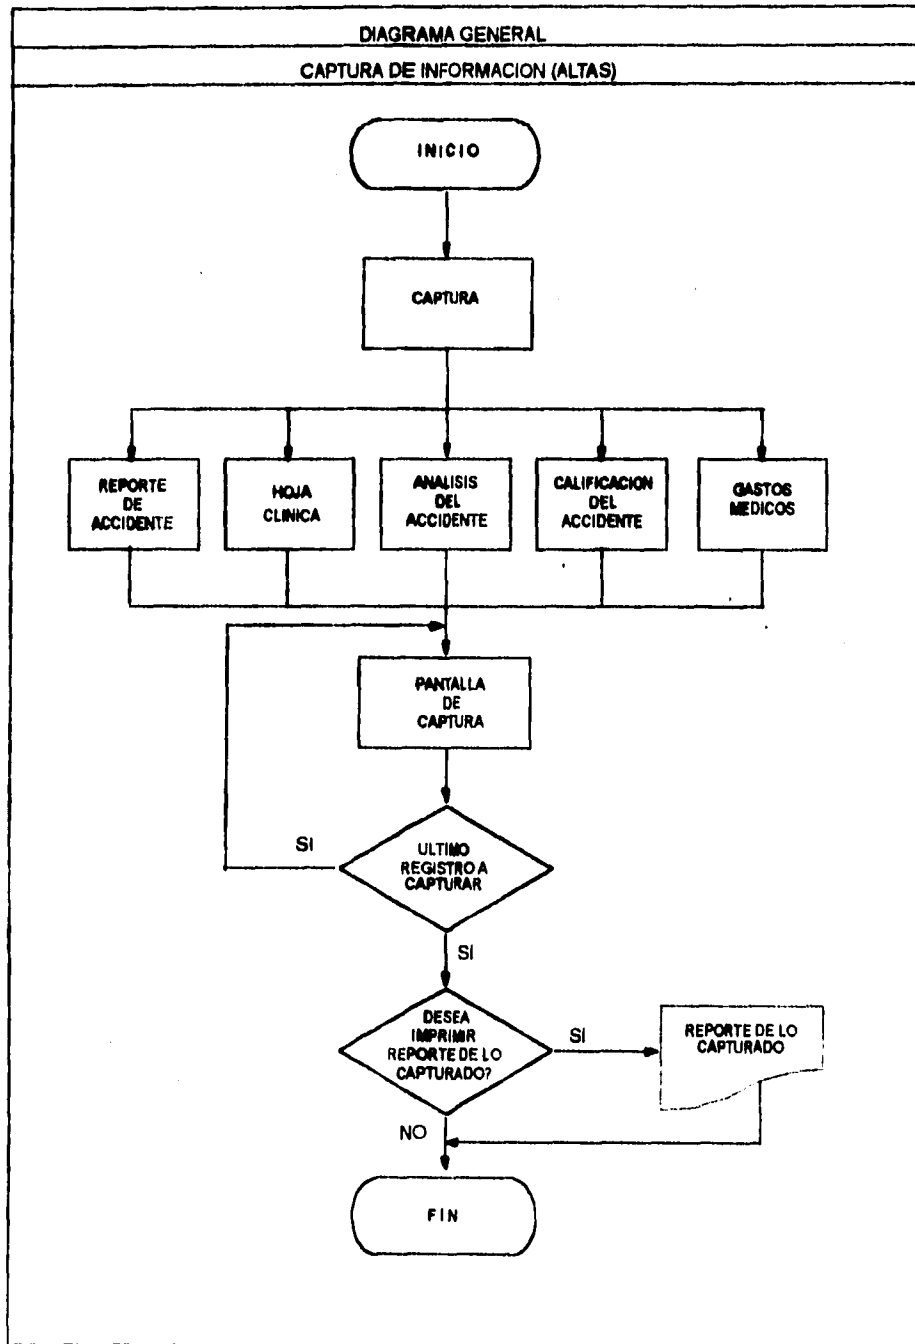 DIAGRAMA GENERAL
CAPTURA DE INFORMACION (ALTAS)
INICIO
CAPTURA
REPORTE
DE
ACCIDENTE
HOJA
CLINICA
ANALISIS
DEL
ACCIDENTE
CALIFICACION
DEL
ACCIDENTE
GASTOS
MEDICOS
PANTALLA
DE
CAPTURA
SI
ULTIMO
REGISTRO A
CAPTURAR
SI
DESEA
IMPRIMIR
REPORTE DE LO
CAPTURADO?
SI
REPORTE DE LO
CAPTURADO
NO
FIN